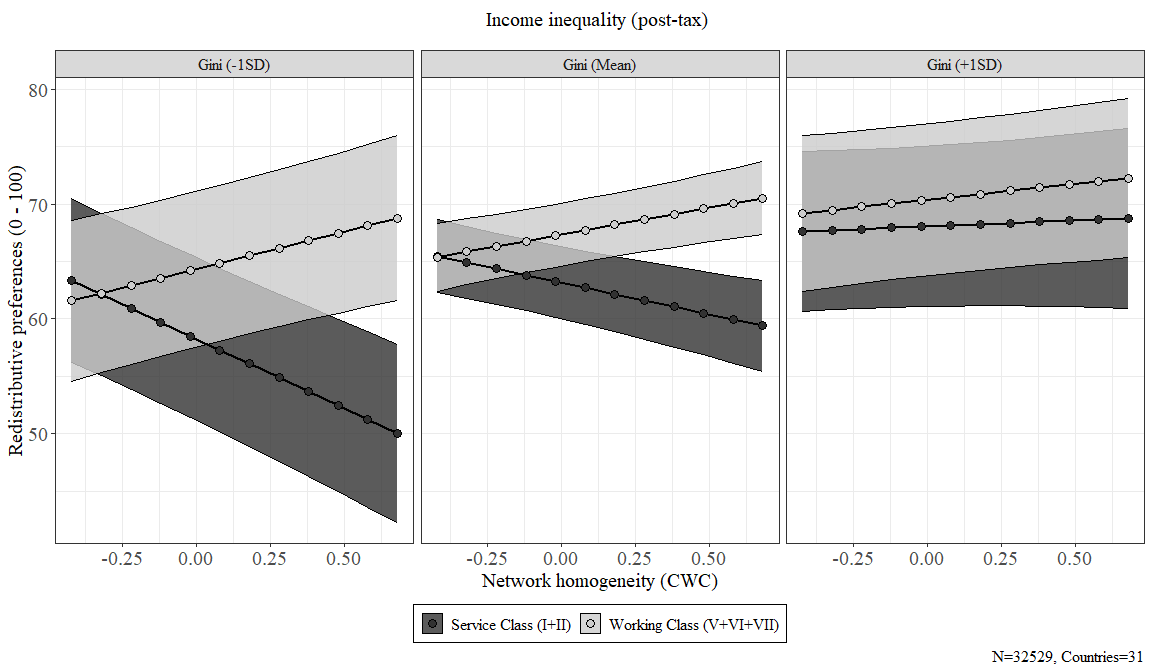 Income inequality (post-tax)
Gini (-1SD) Gini (Mean) Gini (+1SD)
Redistributive preferences (0 - 100)
80
70
60
50
-0.25 0.00 0.25 0.50 -0.25 0.00 0.25 0.50 -0.25 0.00 0.25 0.50
Network homogeneity (CWC)
Service Class (I+II) Working Class (V+VI+VII)
N=32529, Countries=31